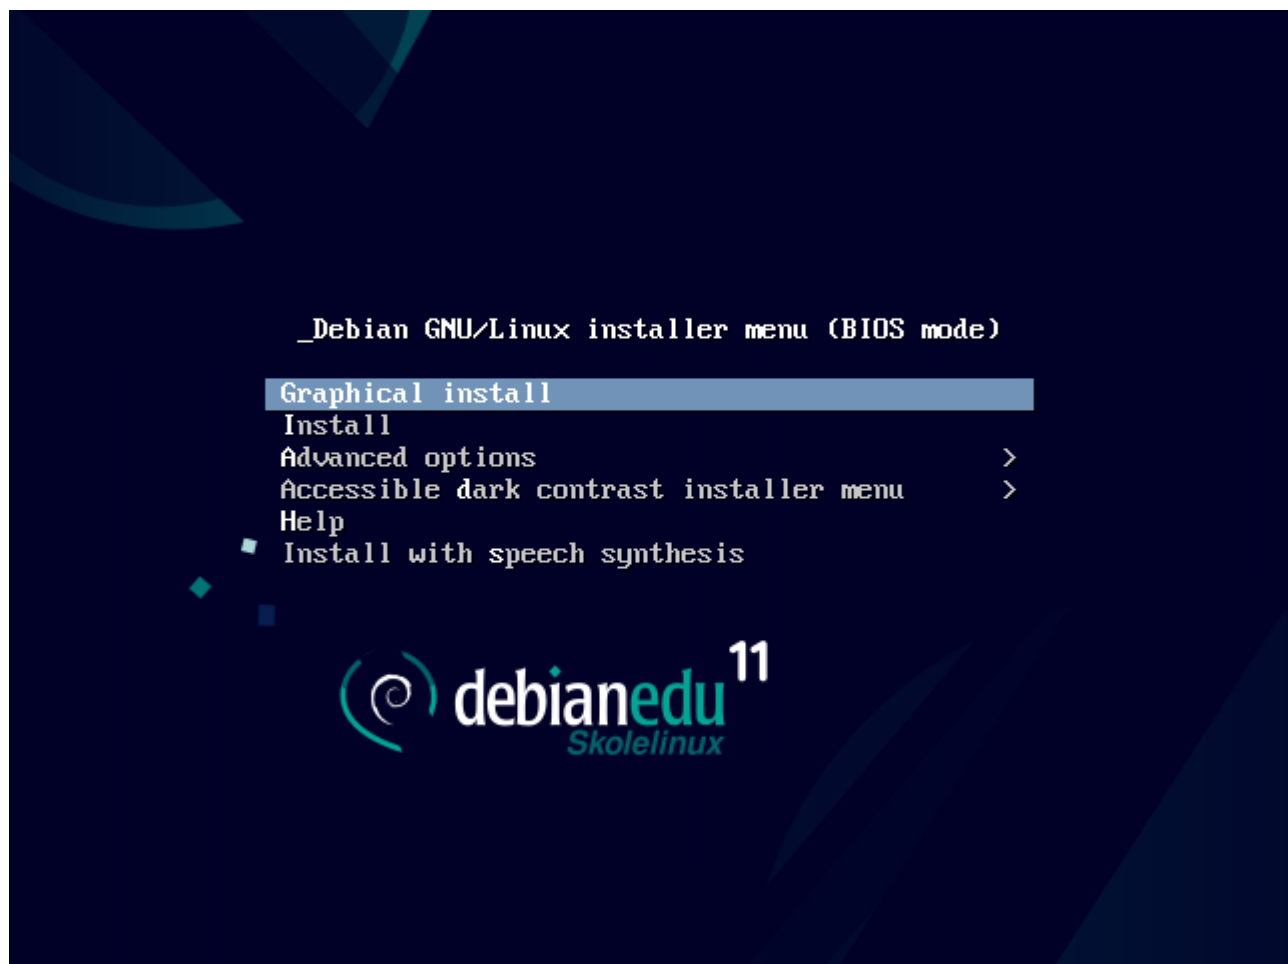 _Debian GNU/Linux installer menu (BIOS mode)
Graphical install
Install
Advanced options >
Accessible dark contrast installer menu >
Help
Install with speech synthesis
debianedu 11
Skolelinux